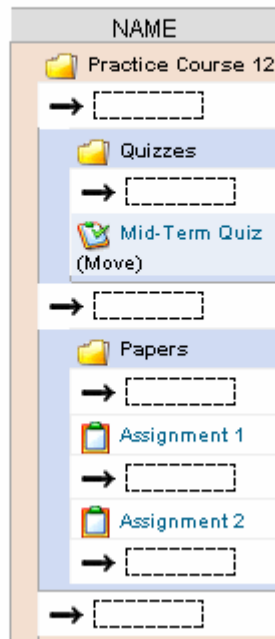 NAME
Practice Course 12
Quizzes
Mid-Term Quiz
(Move)
Papers
Assignment 1
Assignment 2